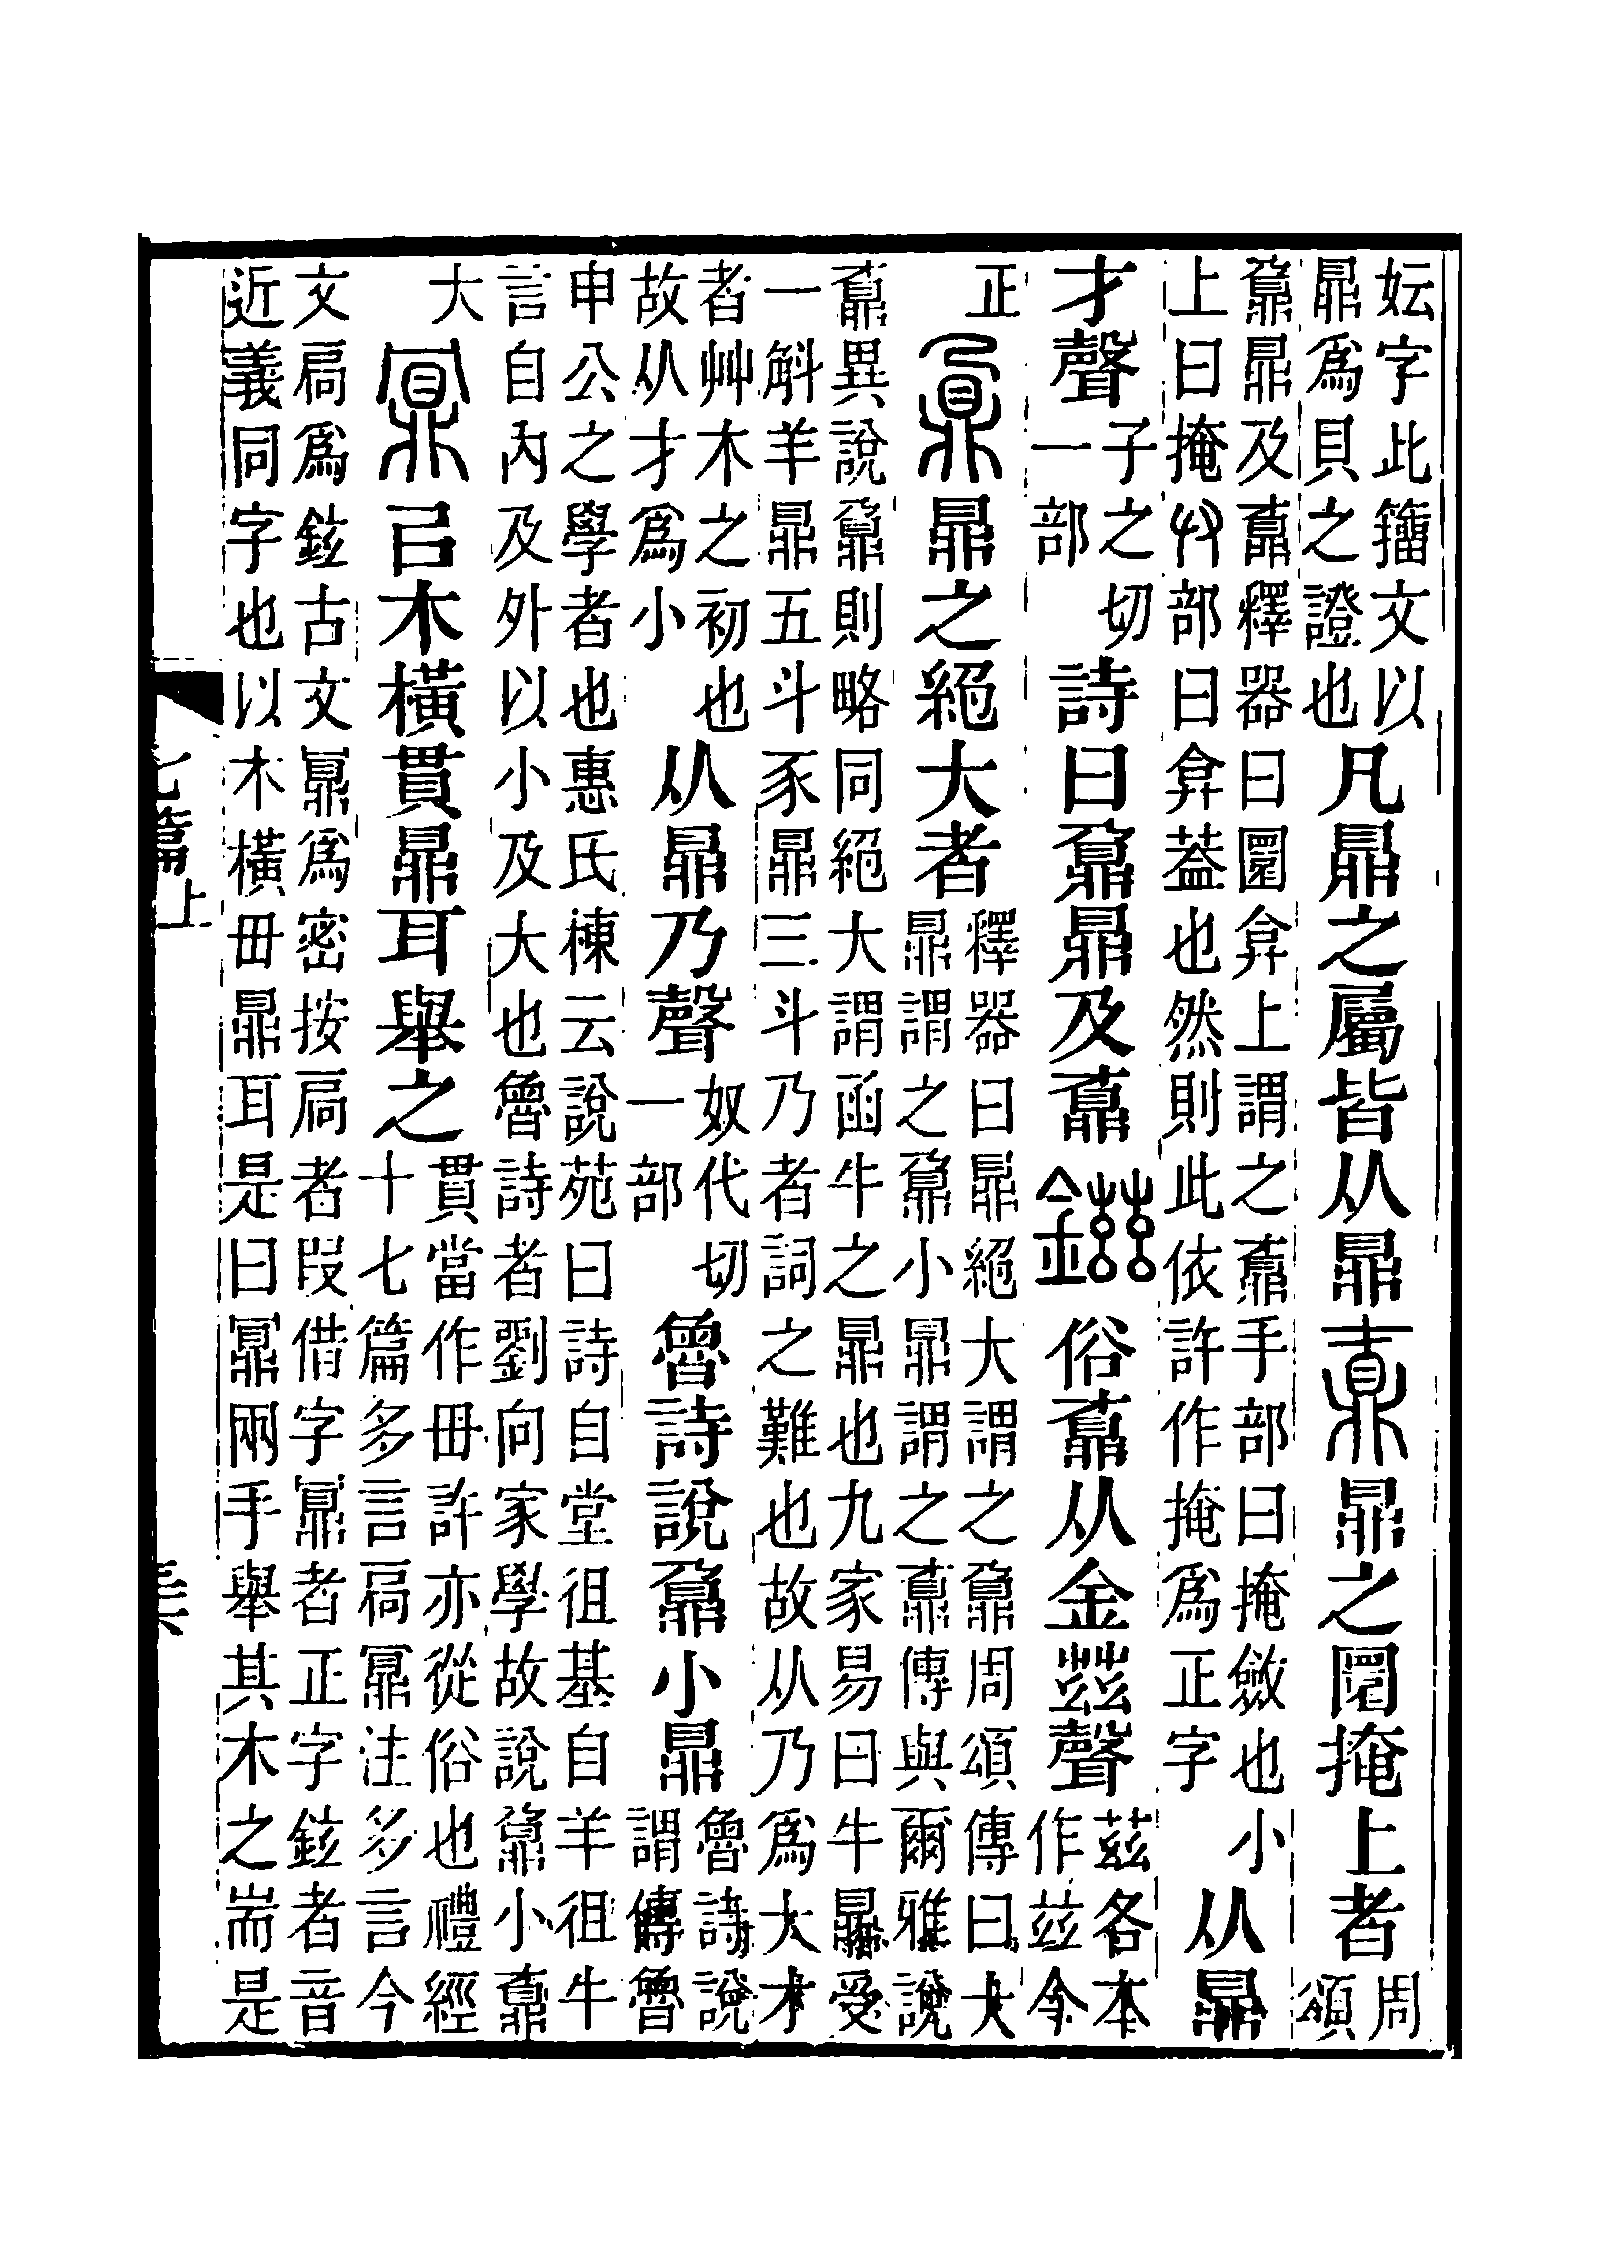 妘字此籒文以鼎爲貝之證也凡鼎之屬皆从鼎鼒鼎之圜掩上者周頌
鼐鼎及鼒釋器曰圜弇上謂之鼒手部曰掩斂也小上曰掩𠬞部曰弇葢也然則此依許作掩爲正字从鼎
才聲子之切一部詩曰鼐鼎及鼒鎡俗鼒从金茲聲茲各本作兹今
正鼐鼎之絕大者釋器曰鼎絕大謂之鼐周頌傳曰大鼎謂之鼐小鼎謂之鼒傳與爾雅說
鼐異說鼐則略同絕大謂函牛之鼎也九家易曰牛鼎受一斛羊鼎五斗豕鼎三斗乃者詞之難也故从乃爲大才
者艸木之初也故从才爲小从鼎乃聲奴代切一部魯詩說鼐小鼎魯詩說謂傳魯
申公之學者也惠氏棟云說苑曰詩自堂徂基自羊徂牛言自內及外以小及大也魯詩者劉向家學故說鼐小鼒
大鼏㠯木橫貫鼎耳舉之貫當作毌許亦從俗也禮經十七篇多言扃鼏注多言今
文扃爲鉉古文鼏爲密按扃者叚借字鼏者正字鉉者音近義同字也以木橫毌鼎耳是曰鼏兩手舉其木之耑是
七篇上